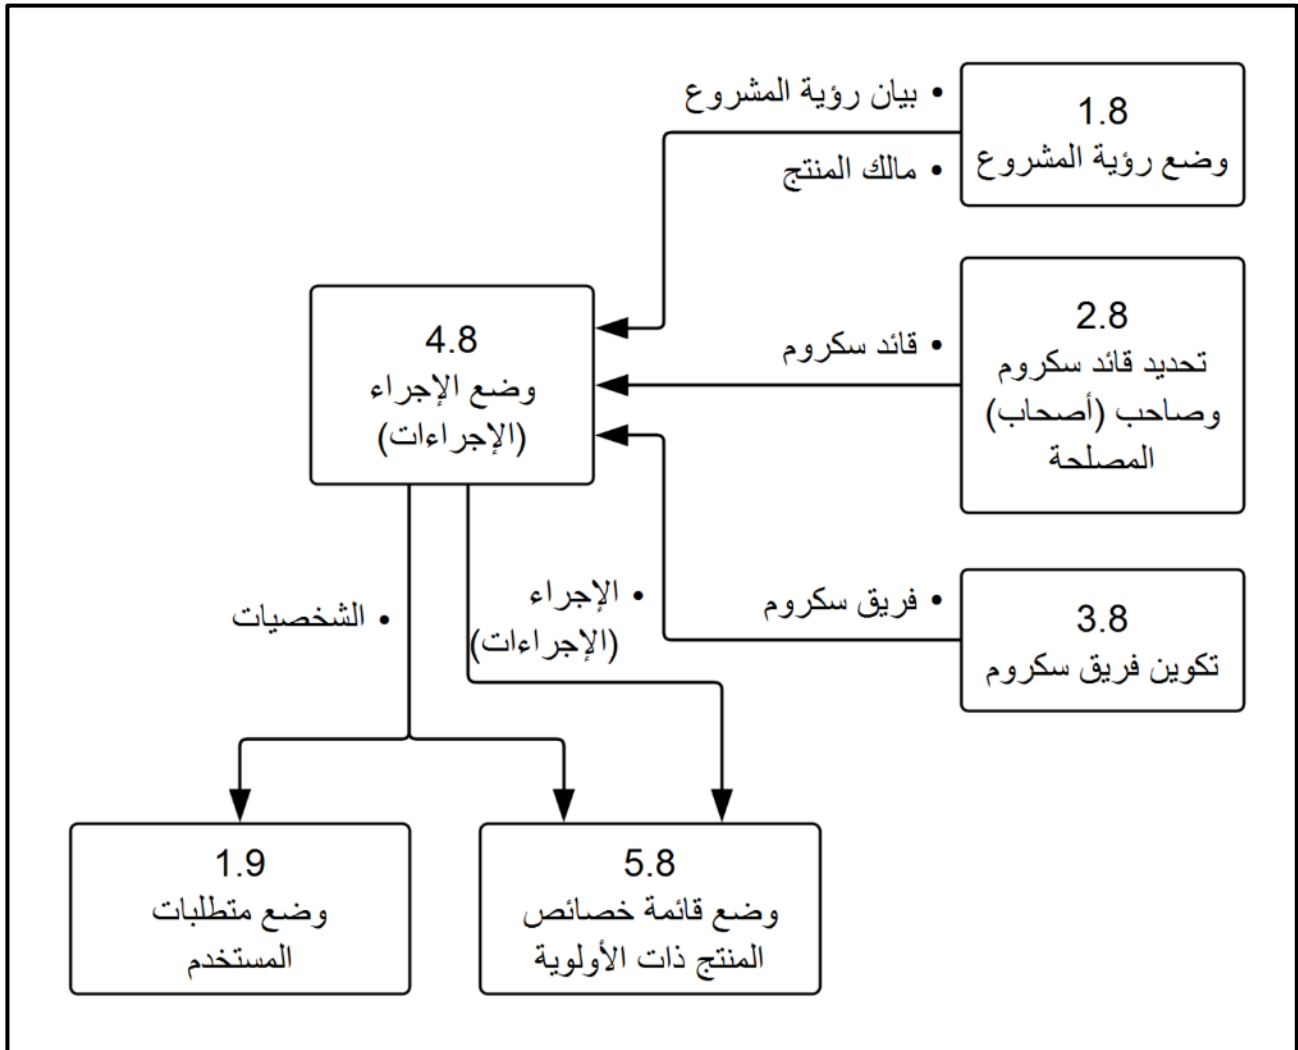 1.8
وضع رؤية المشروع
• بيان رؤية المشروع
• مالك المنتج
2.8
تحديد قائد سكروم
وصاحب (أصحاب)
المصلحة
• قائد سكروم
4.8
وضع الإجراء
(الإجراءات)
3.8
تكوين فريق سكروم
• فريق سكروم
• الإجراء
(الإجراءات)
• الشخصيات
5.8
وضع قائمة خصائص
المنتج ذات الأولوية
1.9
وضع متطلبات
المستخدم